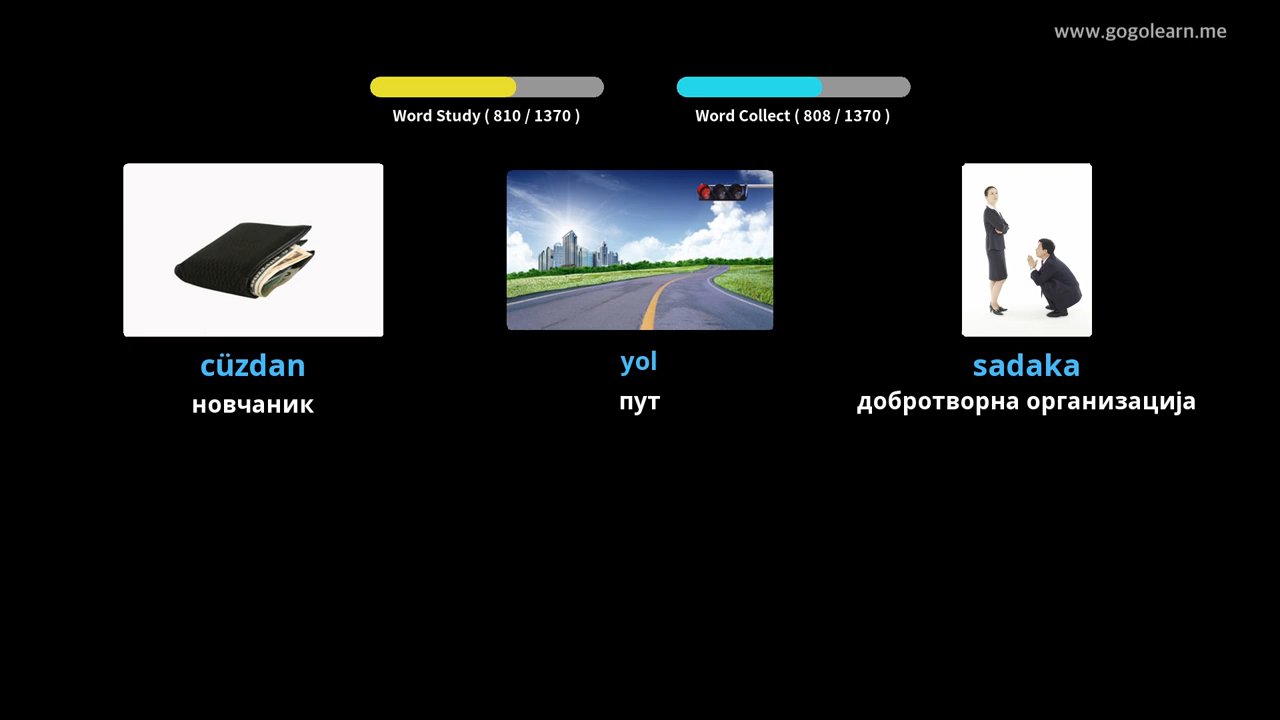 www.gogolearn.me
Word Study ( 810 / 1370 )
Word Collect ( 808 / 1370 )
cüzdan
новчаник
yol
пут
sadaka
добротворна организација